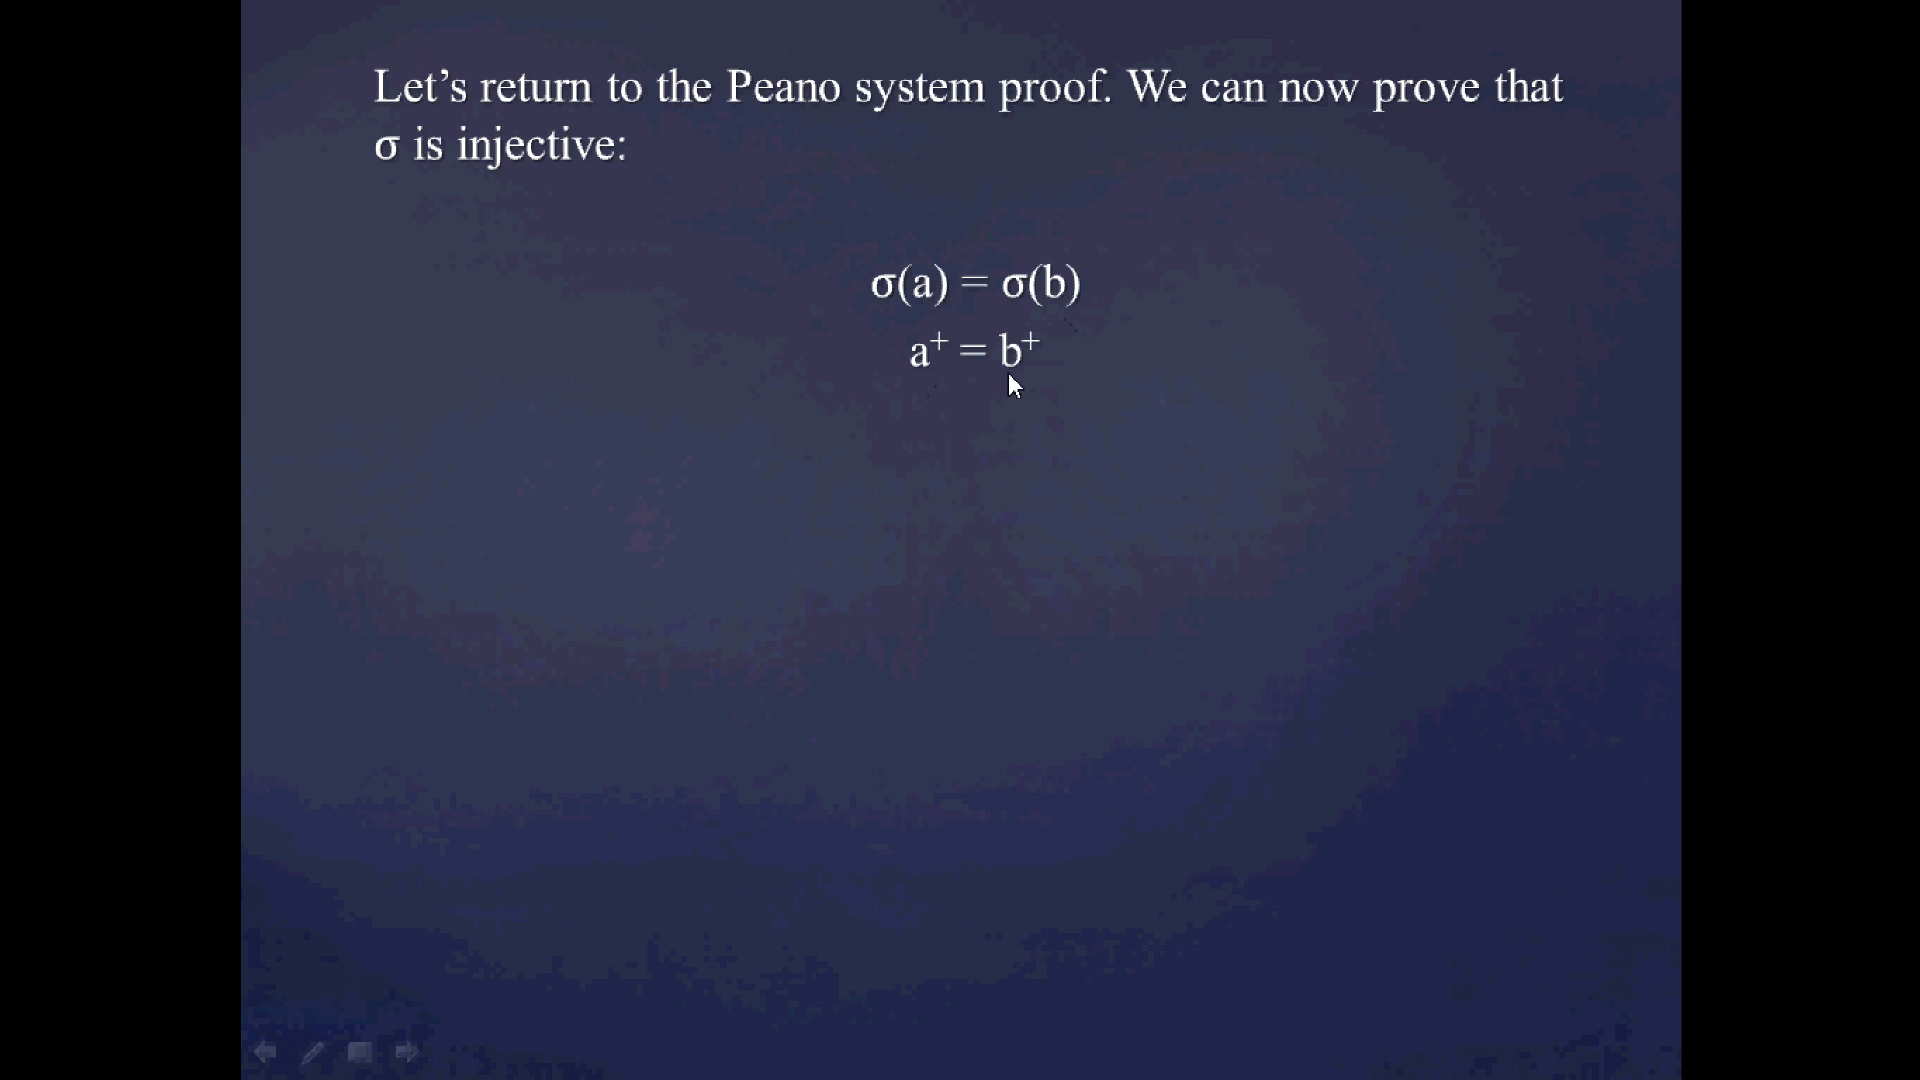 Let’s return to the Peano system proof. We can now prove that
σ is injective:
σ(a) = σ(b)
a⁺ = b⁺